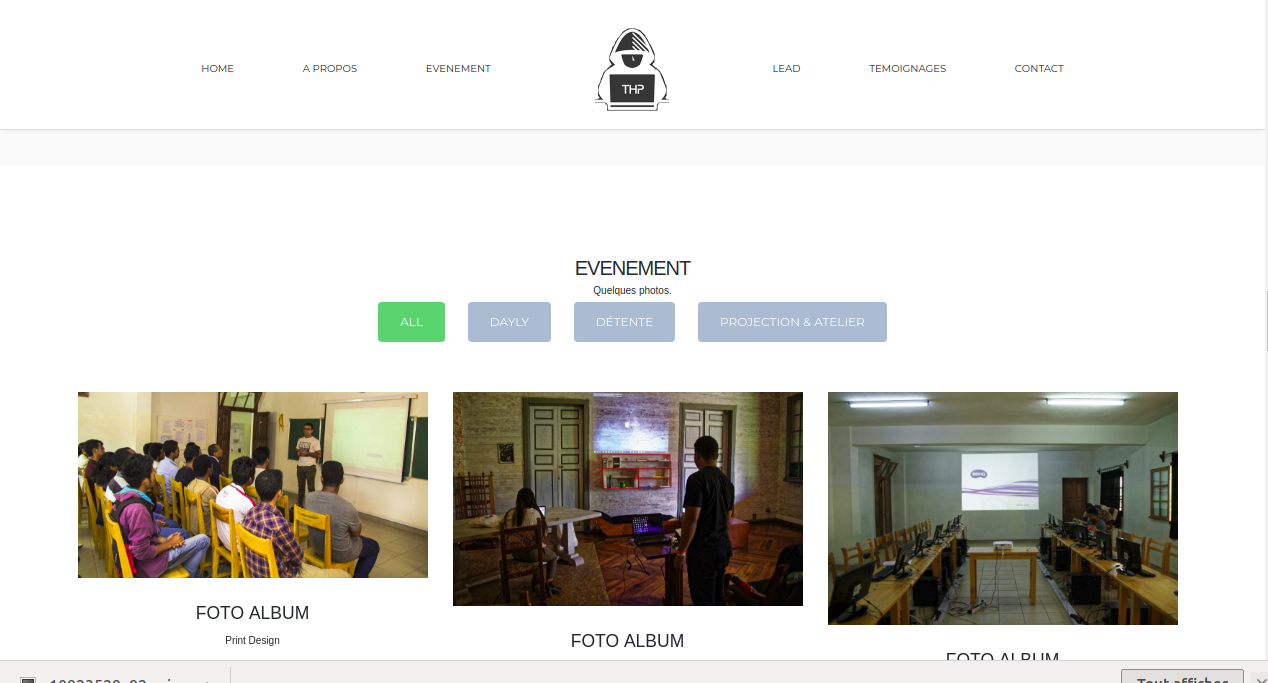 HOME
A PROPOS
EVENEMENT
THP
LEAD
TEMOIGNAGES
CONTACT
EVENEMENT
Quelques photos.
ALL
DAYLY
DÉTENTE
PROJECTION & ATELIER
BENQ
FOTO ALBUM
Print Design
FOTO ALBUM
FOTO ALBUM
Tout afficher